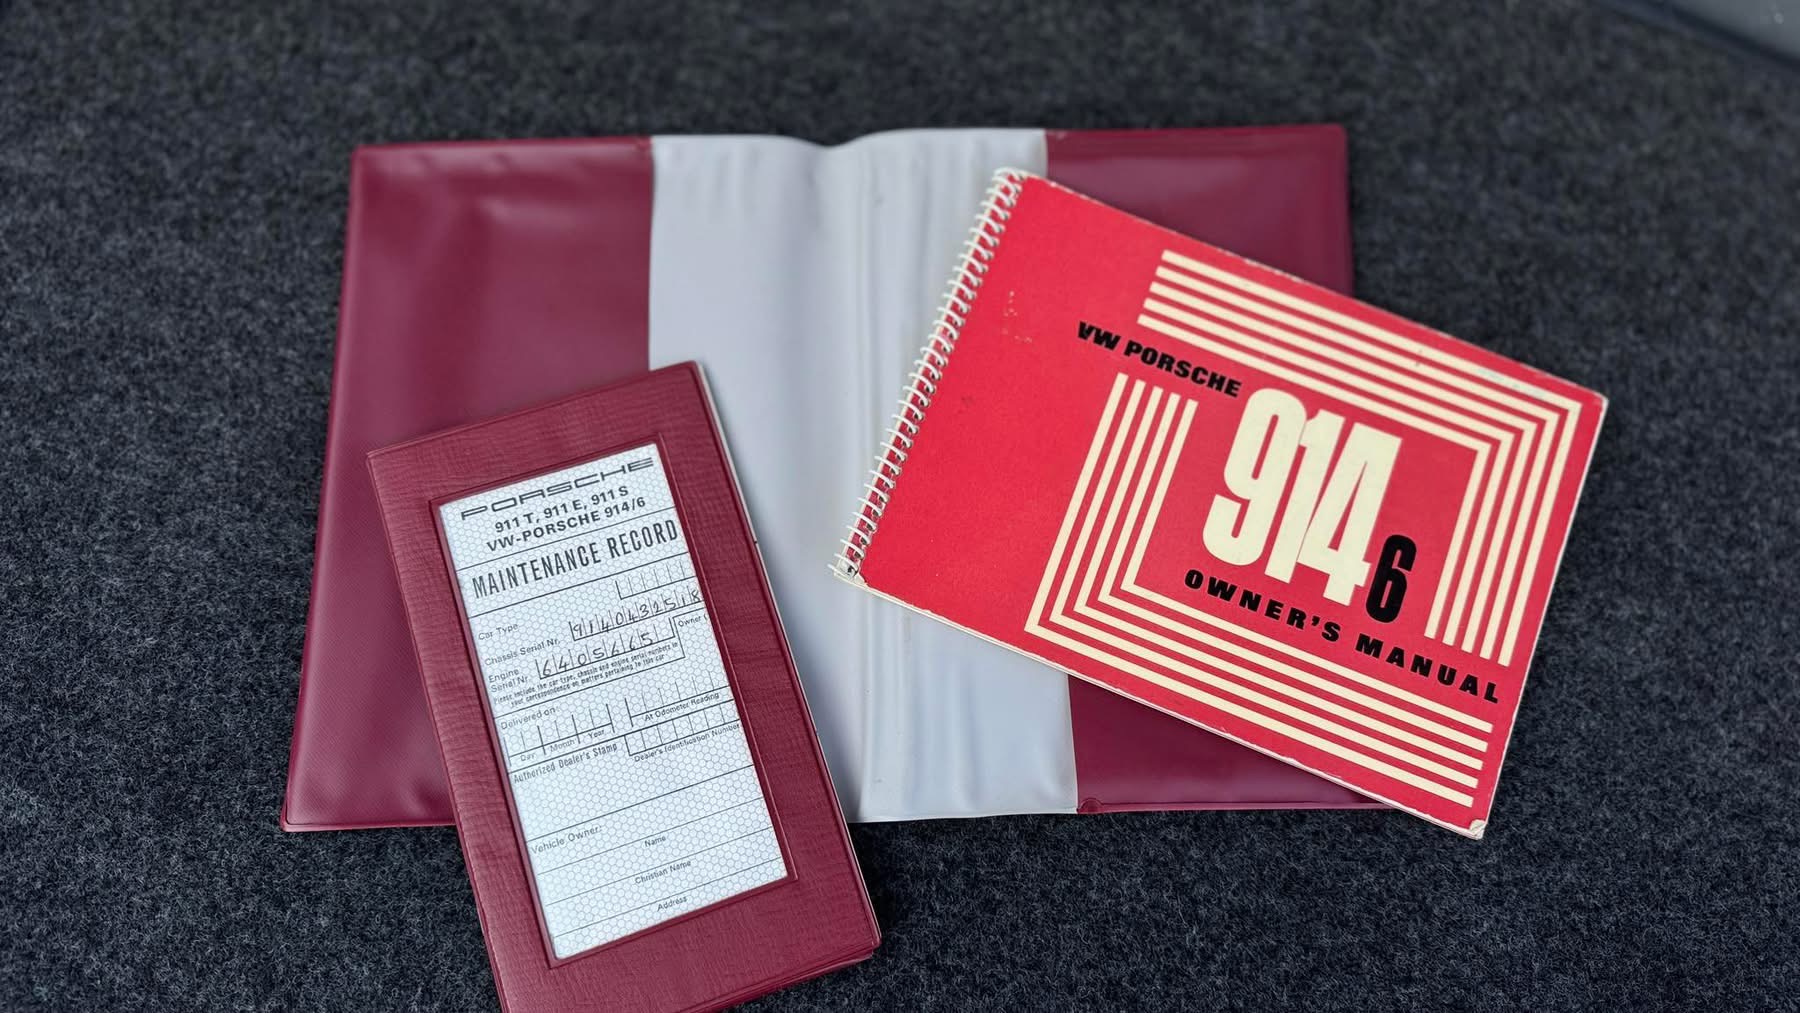 PORSCHE
911 T, 911 E, 911 S
VW-PORSCHE 914/6
MAINTENANCE RECORD
Car Type
Chassis Serial Nr. 9140432518
Engine
Serial Nr. 6405665
Owner
Please include the car type, chassis and engine serial numbers in
your correspondence on matters pertaining to this car
Delivered on:
At Odometer Reading
Day Month Year
Dealer's Identification Number
Authorized Dealer's Stamp
Vehicle Owner:
Name
Christian Name
Address
VW PORSCHE
914 6
OWNER'S MANUAL